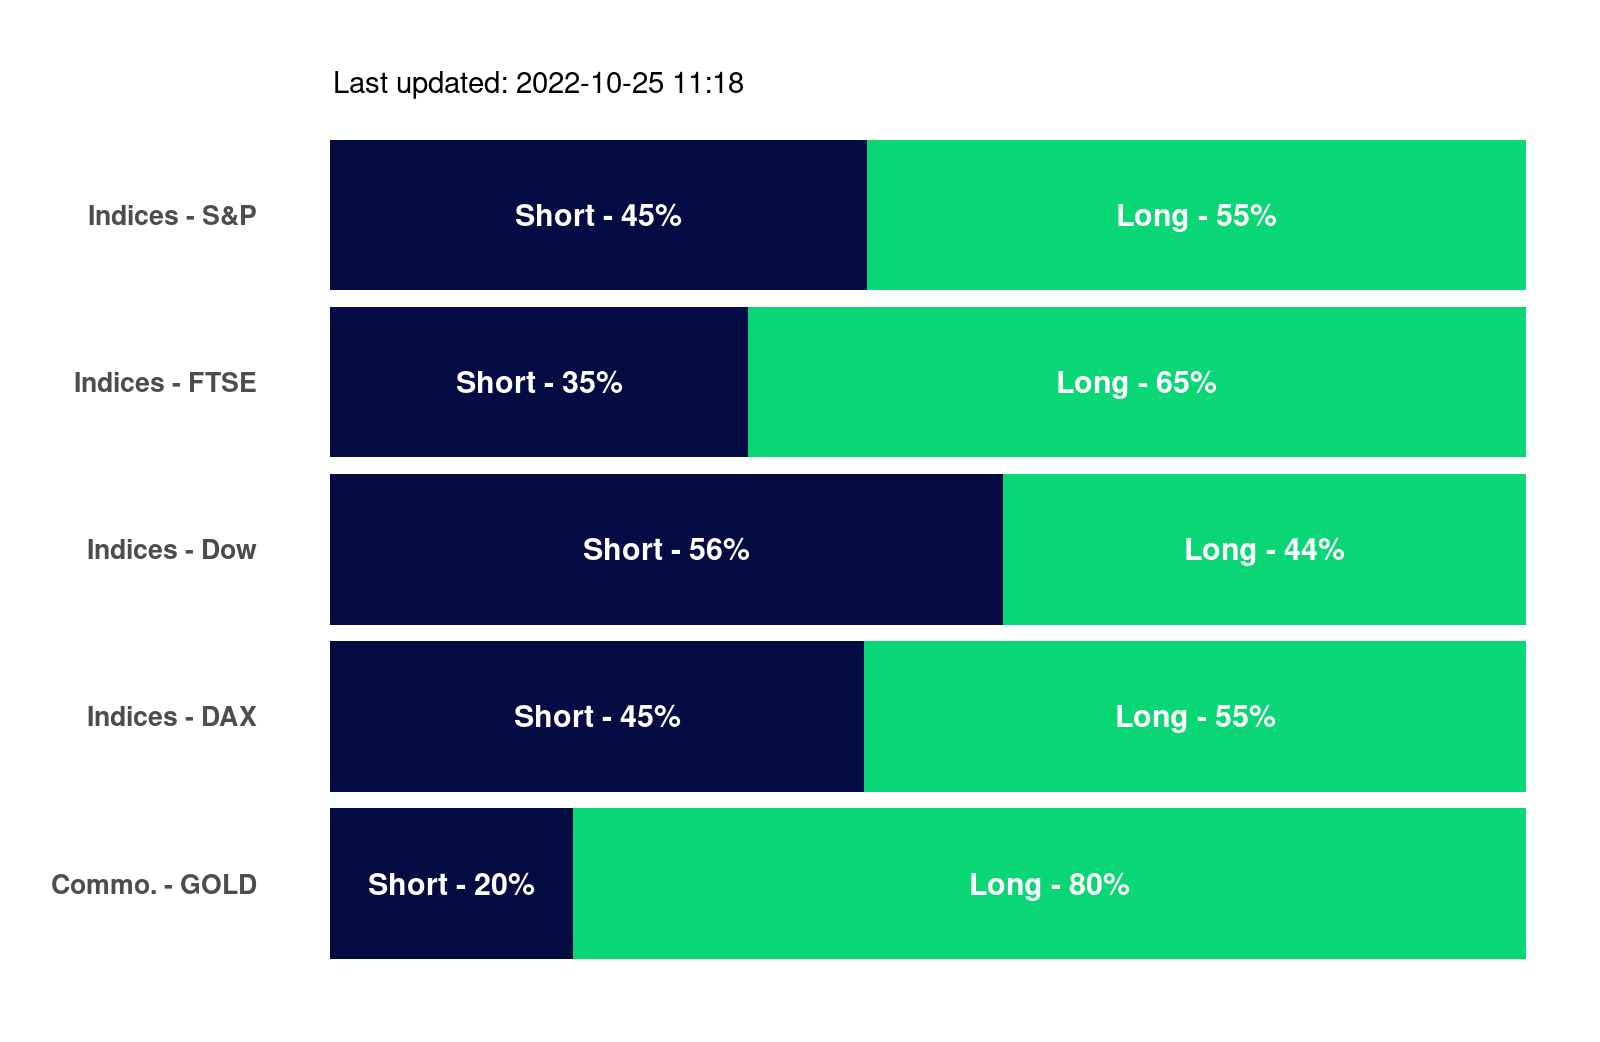 Last updated: 2022-10-25 11:18
Indices - S&P Short - 45% Long - 55%
Indices - FTSE Short - 35% Long - 65%
Indices - Dow Short - 56% Long - 44%
Indices - DAX Short - 45% Long - 55%
Commo. - GOLD Short - 20% Long - 80%